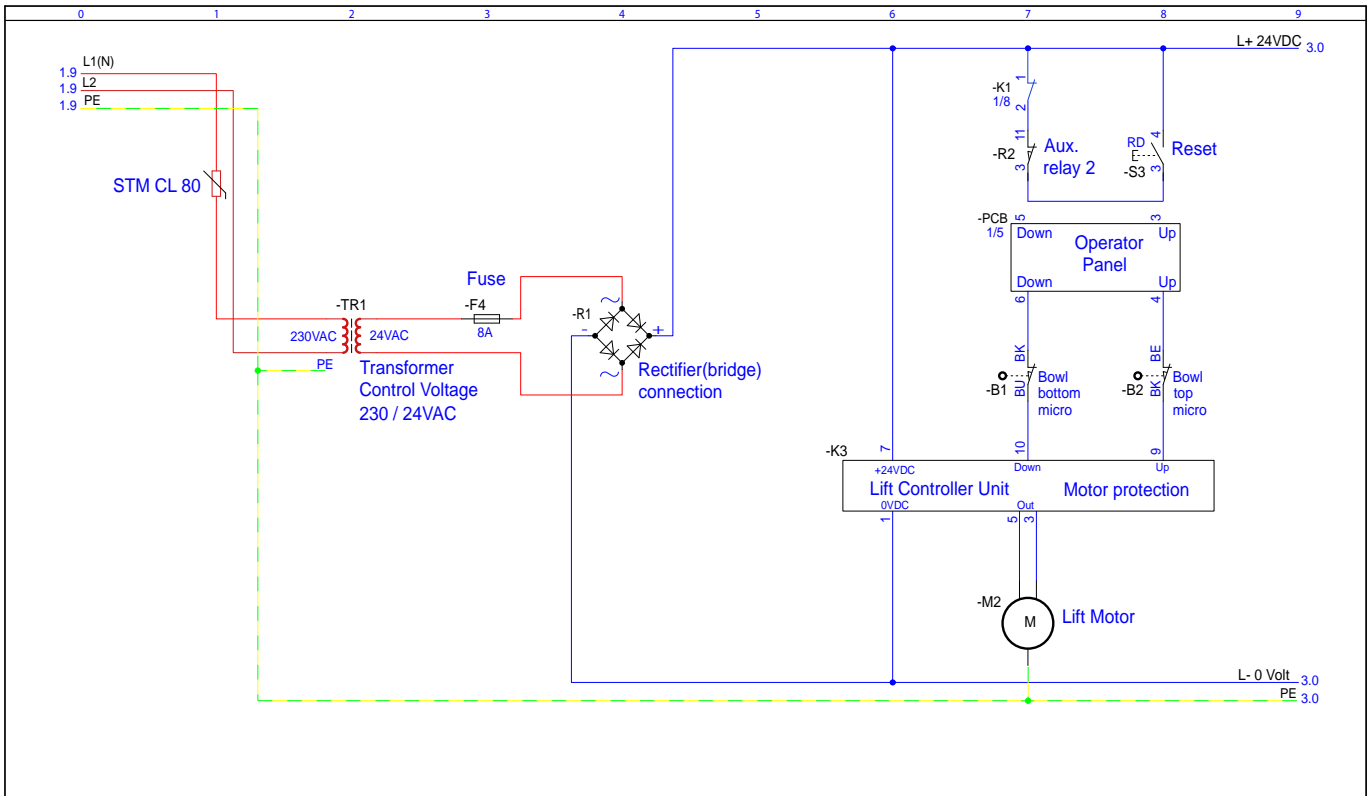 0 1 2 3 4 5 6 7 8 9
L+ 24VDC 3.0
1.9 L1(N)
1.9 L2
1.9 PE
STM CL 80
-K1
1/8
1
2
11
-R2
3
Aux.
relay 2
4
RD
-S3
3
Reset
-PCB
1/5
5
3
Down
Up
Operator
Panel
Down
Up
6
4
-TR1
230VAC
24VAC
PE
Transformer
Control Voltage
230 / 24VAC
Fuse
-F4
8A
-R1
~
-
+
~
Rectifier(bridge)
connection
BK
-B1
BU
Bowl
bottom
micro
BE
-B2
BK
Bowl
top
micro
-K3
7
10
9
+24VDC
Down
Up
Lift Controller Unit
Motor protection
0VDC
Out
1
5
3
-M2
M
Lift Motor
L- 0 Volt 3.0
PE 3.0